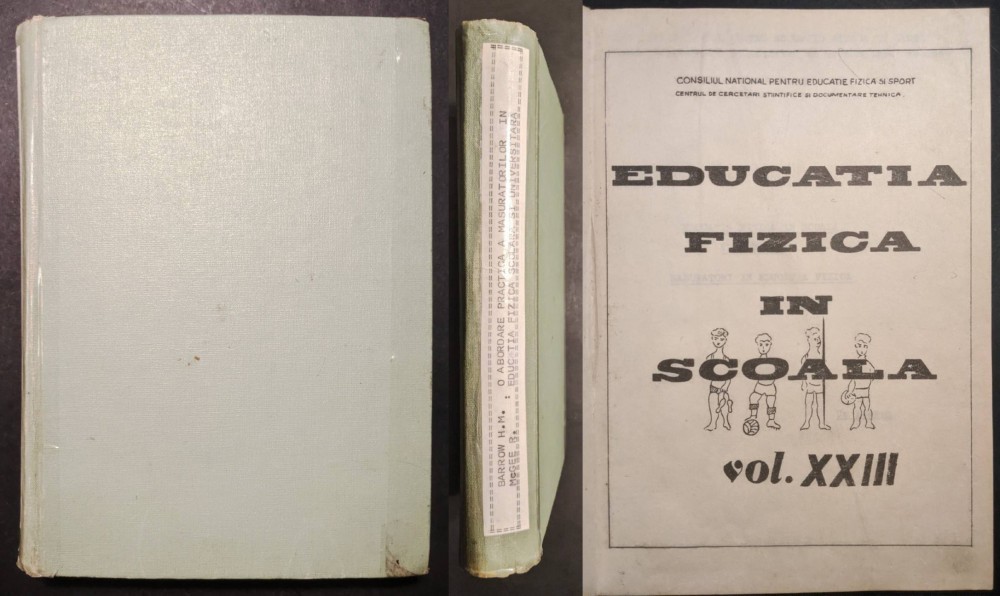 BARROW H.M. : O ABORDARE PRACTICA A MASURATORILOR IN
McGEE R. EDUCATIA FIZICA SCOLARA SI UNIVERSITARA
CONSILIUL NATIONAL PENTRU EDUCATIE FIZICA SI SPORT
CENTRUL DE CERCETARI STIINTIFICE SI DOCUMENTARE TEHNICA
EDUCATIA
FIZICA
IN
SCOALA
vol. XXIII